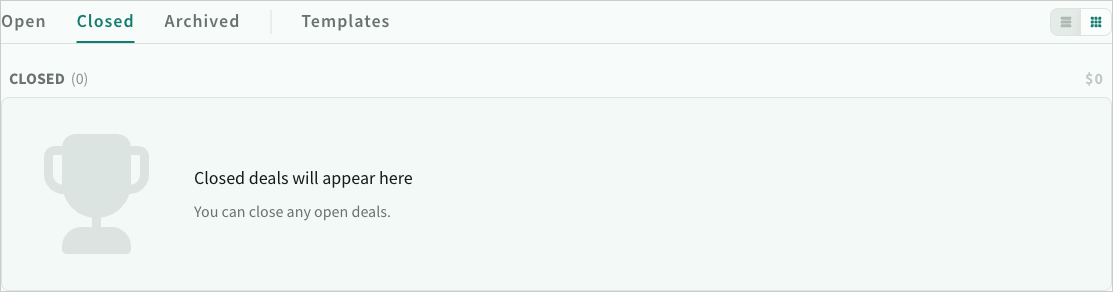 Open Closed Archived Templates
CLOSED (0) $0
Closed deals will appear here
You can close any open deals.